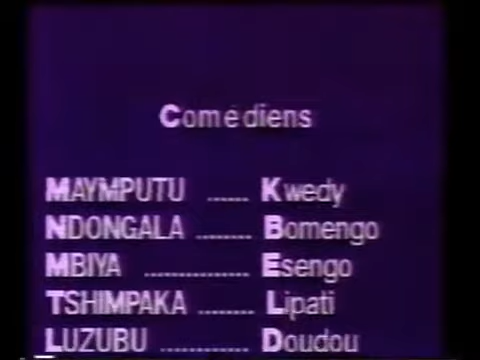 Comédiens
MAYMPUTU ...... Kwedy
NDONGALA ........ Bomengo
MBIYA ............... Esengo
TSHIMPAKA ........ Lipati
LUZUBU ............ Doudou